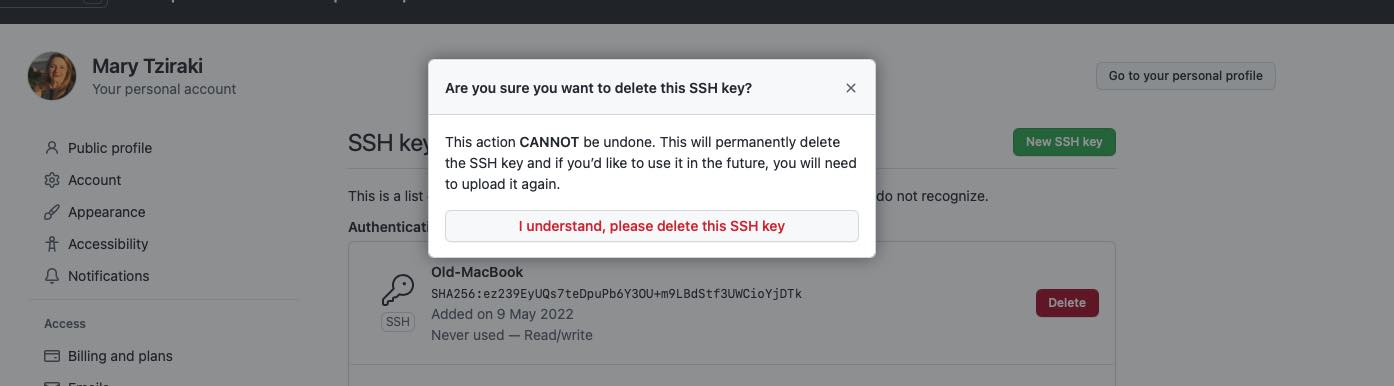 Mary Tziraki
Your personal account
Go to your personal profile
Public profile
Account
Appearance
Accessibility
Notifications
Access
Billing and plans
Are you sure you want to delete this SSH key?
This action CANNOT be undone. This will permanently delete
the SSH key and if you’d like to use it in the future, you will need
to upload it again.
I understand, please delete this SSH key
SSH
New SSH key
This is a list
do not recognize.
Old-MacBook
SHA256:ez239EyUQs7teDpuPb6Y3OU+m9LBdStf3UWCioYjDTk
Added on 9 May 2022
Never used — Read/write
SSH
Delete